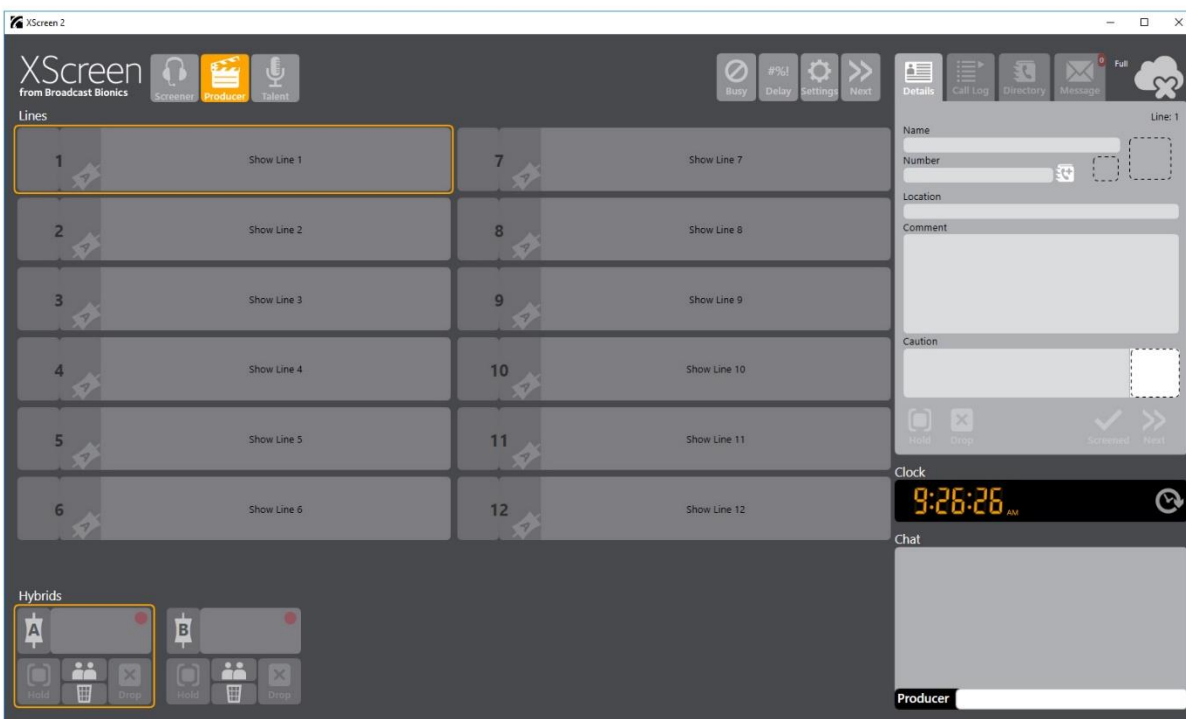 XScreen 2
XScreen
from Broadcast Bionics
Screener
Producer
Talent
Busy
#%!
Delay
Settings
Next
Details
Call Log
Directory
0
Message
Full
Lines
1
Show Line 1
2
Show Line 2
3
Show Line 3
4
Show Line 4
5
Show Line 5
6
Show Line 6
7
Show Line 7
8
Show Line 8
9
Show Line 9
10
Show Line 10
11
Show Line 11
12
Show Line 12
A
A
A
A
A
A
A
A
A
A
A
A
Line: 1
Name
Number
Location
Comment
Caution
Hold
Drop
Screened
Next
Clock
9:26:26 AM
Chat
Producer
Hybrids
A
Hold
Drop
B
Hold
Drop